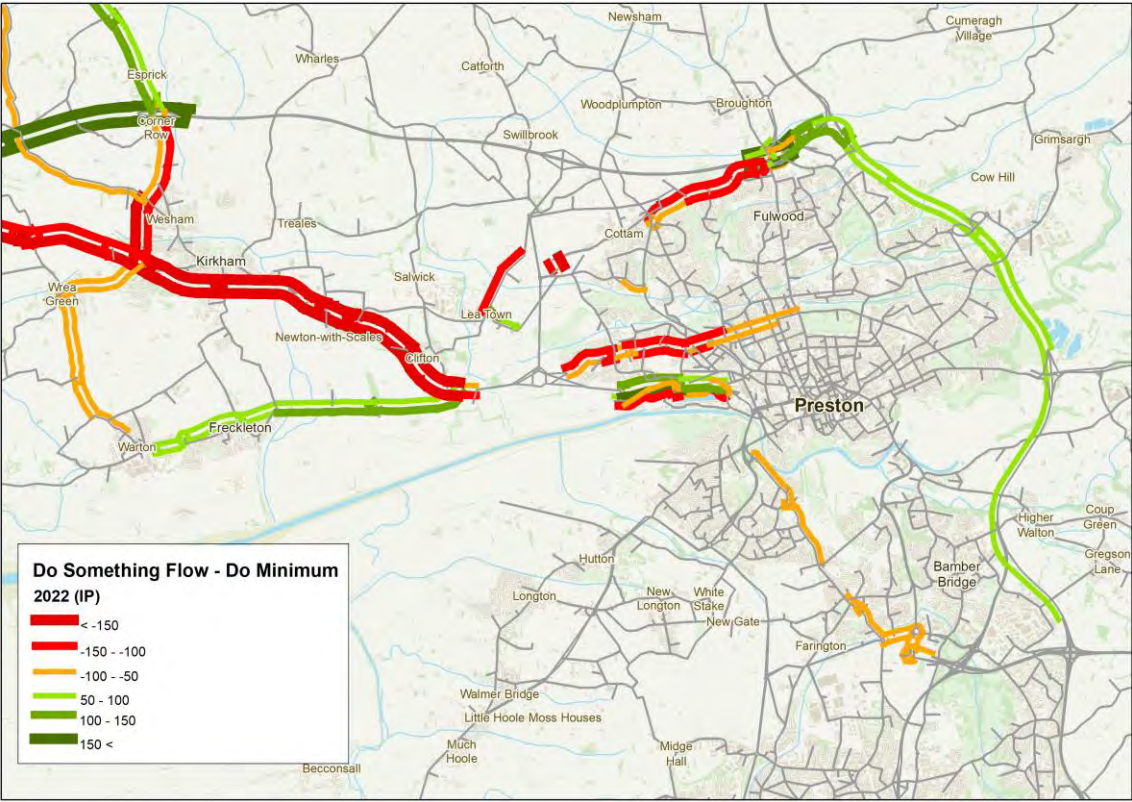 Newsham
Cumeragh
Village
Wharles
Catforth
Esprick
Woodplumpton
Broughton
Corner
Row
Swillbrook
Grimsargh
Cow Hill
Wesham
Treales
Fulwood
Cottam
Kirkham
Salwick
Wrea
Green
Lea Town
Newton-with-Scales
Clifton
Preston
Freckleton
Warton
Higher
Walton
Coup
Green
Gregson
Lane
Hutton
Bamber
Bridge
Longton
New
Longton
White
Stake
New Gate
Farington
Walmer Bridge
Little Hoole Moss Houses
Much
Hoole
Midge
Hall
Becconsall
Do Something Flow - Do Minimum
2022 (IP)
< -150
-150 - -100
-100 - -50
50 - 100
100 - 150
150 <